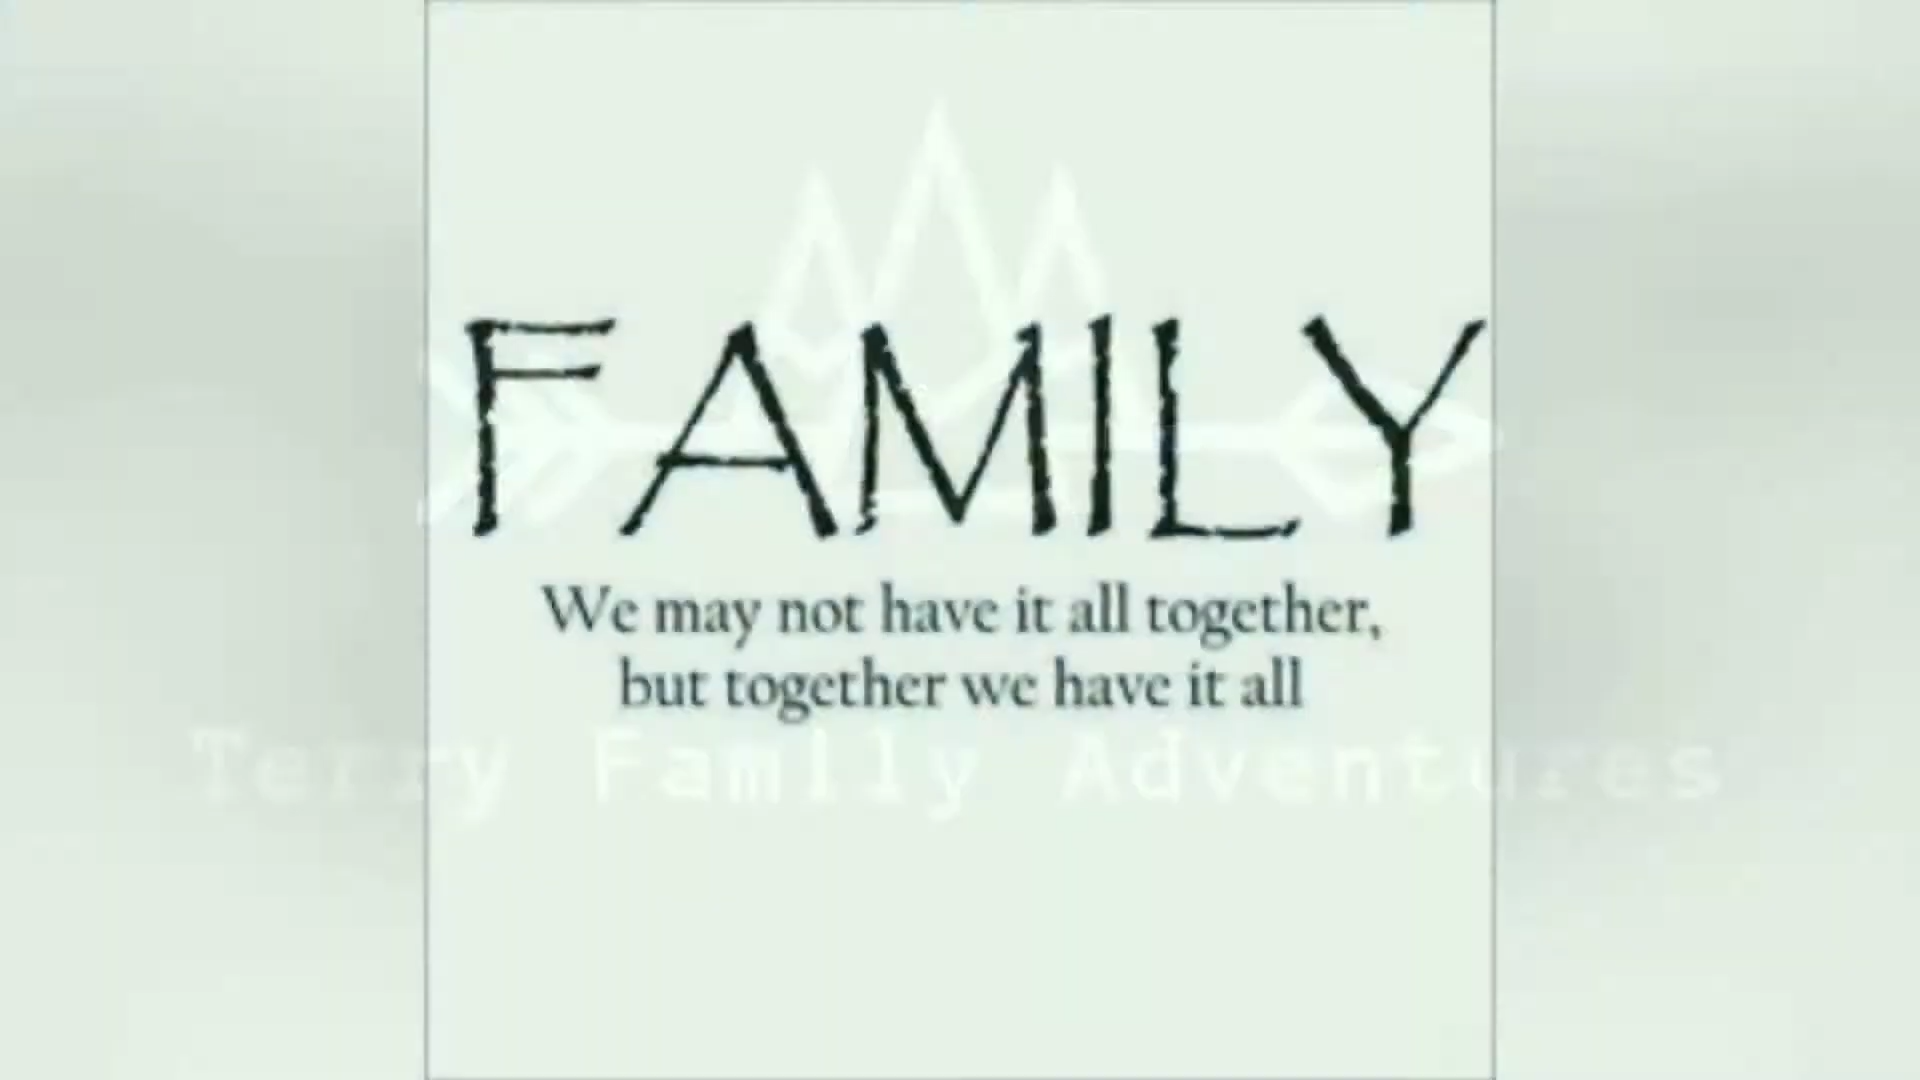 FAMILY
We may not have it all together,
but together we have it all
Terry Family Adventures